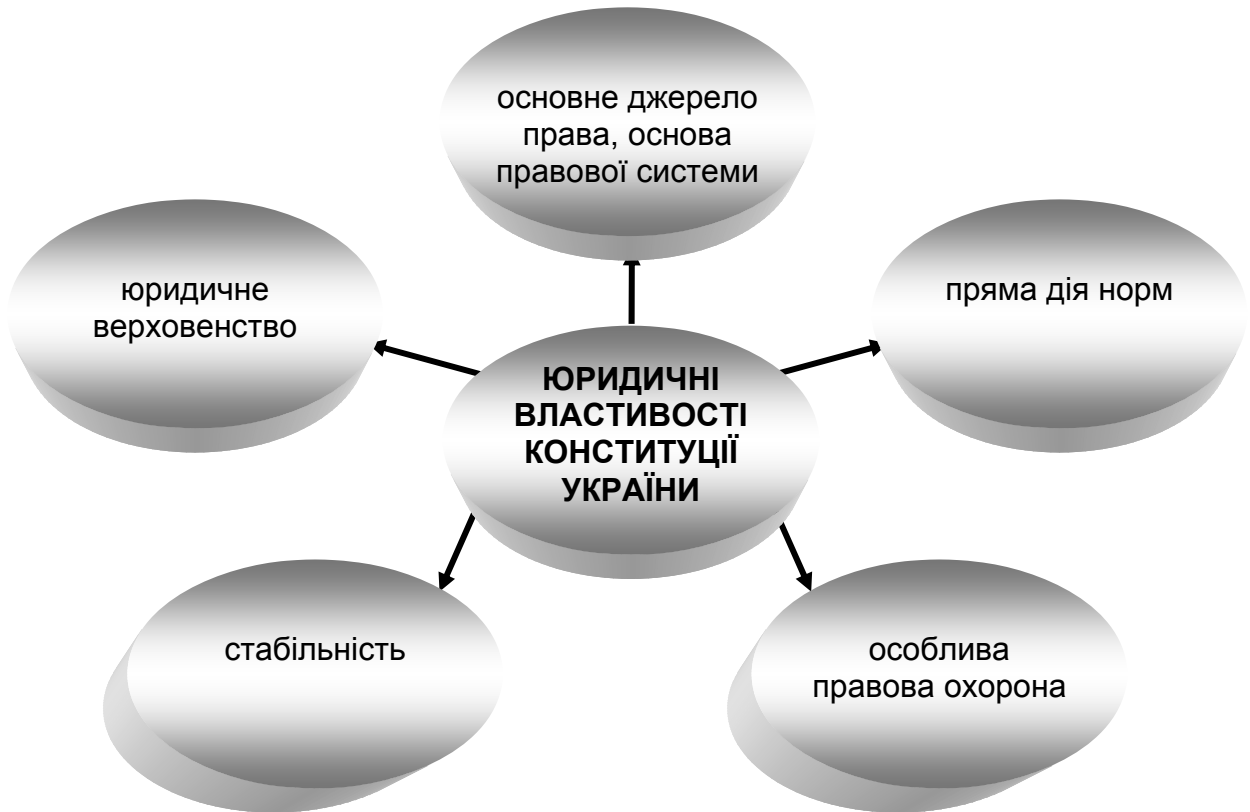 основне джерело
права, основа
правової системи
юридичне
верховенство
пряма дія норм
ЮРИДИЧНІ
ВЛАСТИВОСТІ
КОНСТИТУЦІЇ
УКРАЇНИ
стабільність
особлива
правова охорона